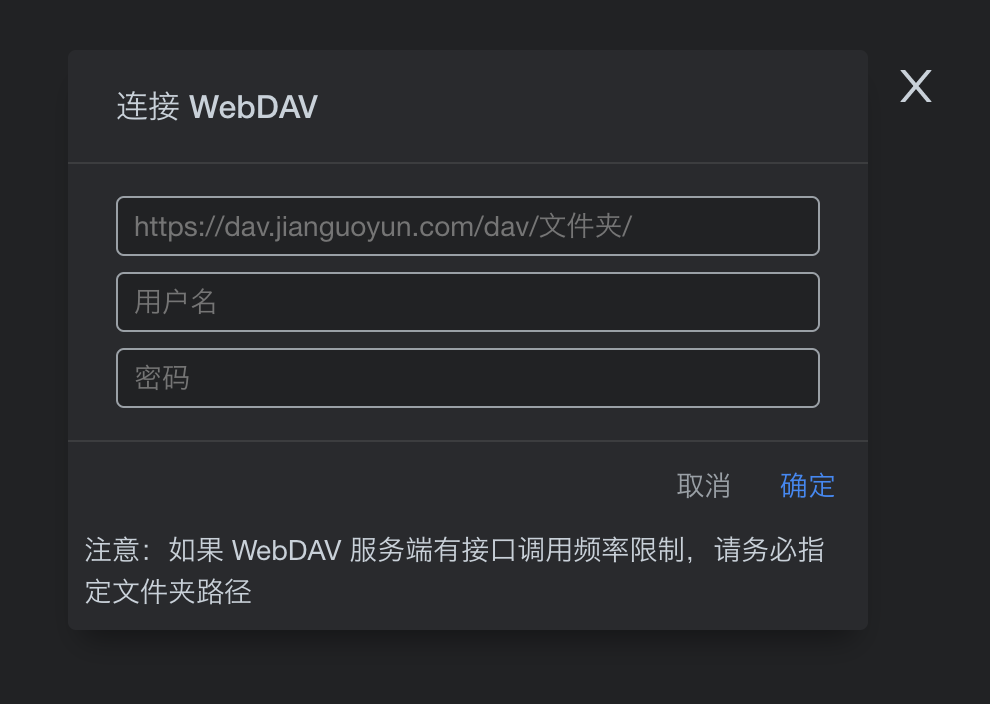 连接 WebDAV
https://dav.jianguoyun.com/dav/文件夹/
用户名
密码
取消 确定
注意：如果 WebDAV 服务端有接口调用频率限制，请务必指
定文件夹路径